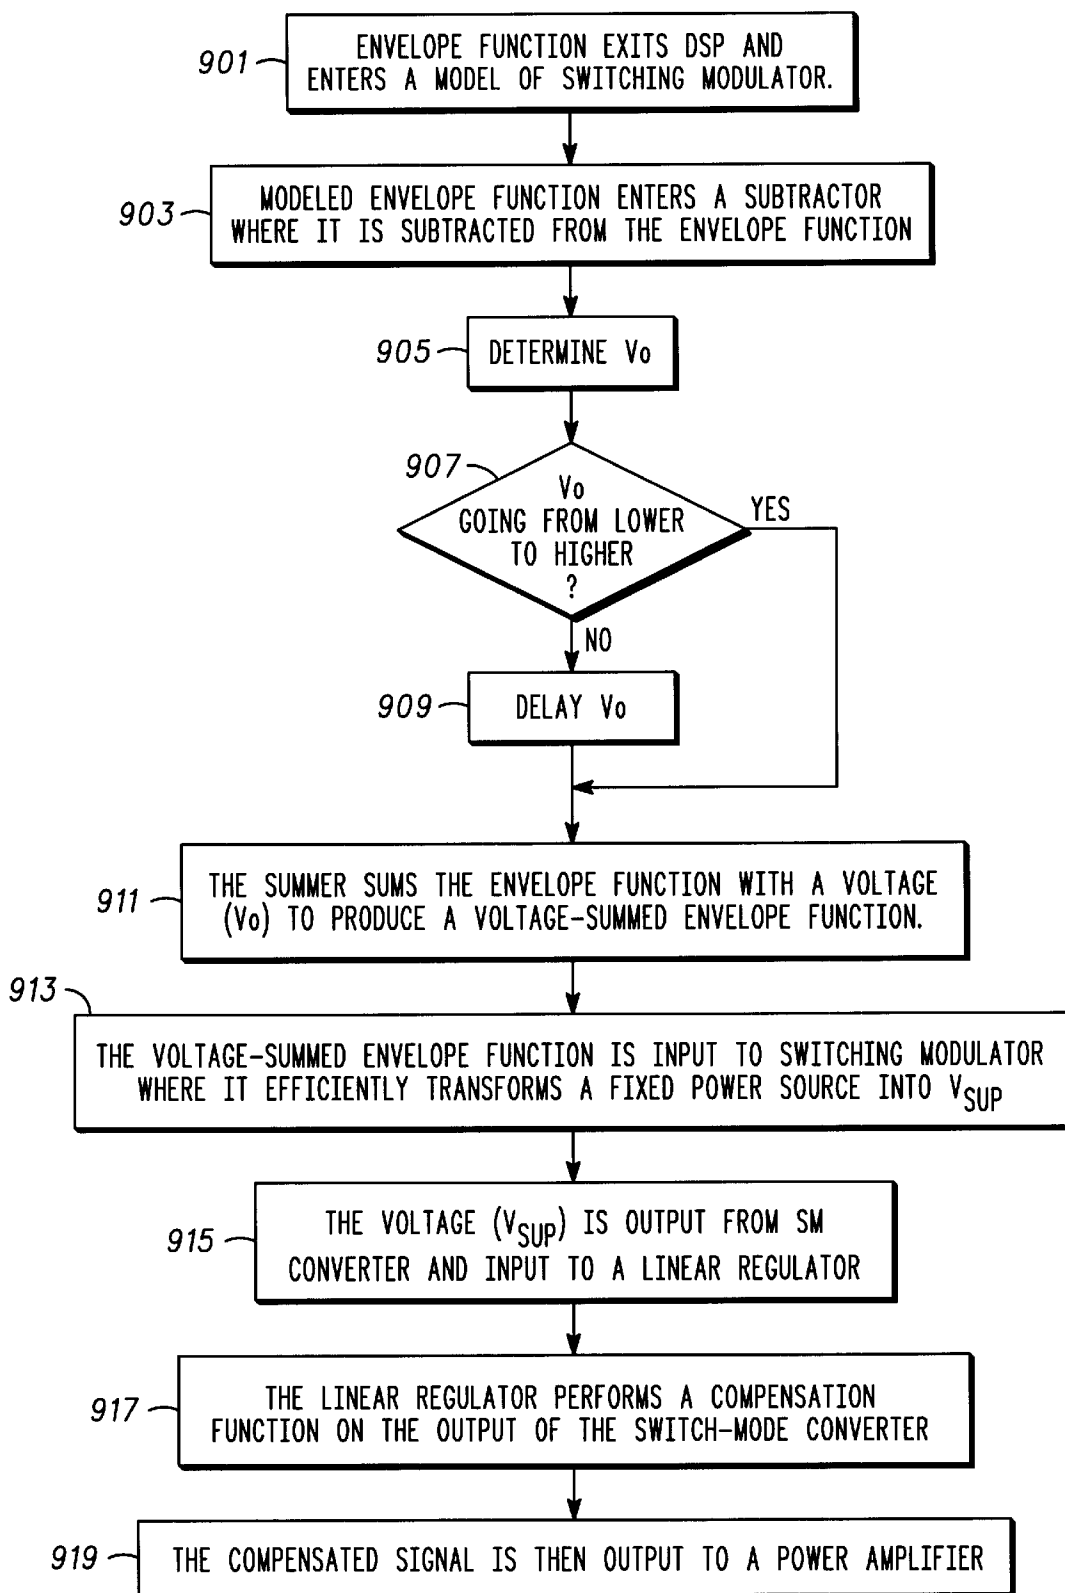 901
ENVELOPE FUNCTION EXITS DSP AND
ENTERS A MODEL OF SWITCHING MODULATOR.
903
MODELED ENVELOPE FUNCTION ENTERS A SUBTRACTOR
WHERE IT IS SUBTRACTED FROM THE ENVELOPE FUNCTION
905
DETERMINE Vo
907
Vo
GOING FROM LOWER
TO HIGHER
?
YES
NO
909
DELAY Vo
911
THE SUMMER SUMS THE ENVELOPE FUNCTION WITH A VOLTAGE
(Vo) TO PRODUCE A VOLTAGE-SUMMED ENVELOPE FUNCTION.
913
THE VOLTAGE-SUMMED ENVELOPE FUNCTION IS INPUT TO SWITCHING MODULATOR
WHERE IT EFFICIENTLY TRANSFORMS A FIXED POWER SOURCE INTO VSUP
915
THE VOLTAGE (VSUP) IS OUTPUT FROM SM
CONVERTER AND INPUT TO A LINEAR REGULATOR
917
THE LINEAR REGULATOR PERFORMS A COMPENSATION
FUNCTION ON THE OUTPUT OF THE SWITCH-MODE CONVERTER
919
THE COMPENSATED SIGNAL IS THEN OUTPUT TO A POWER AMPLIFIER